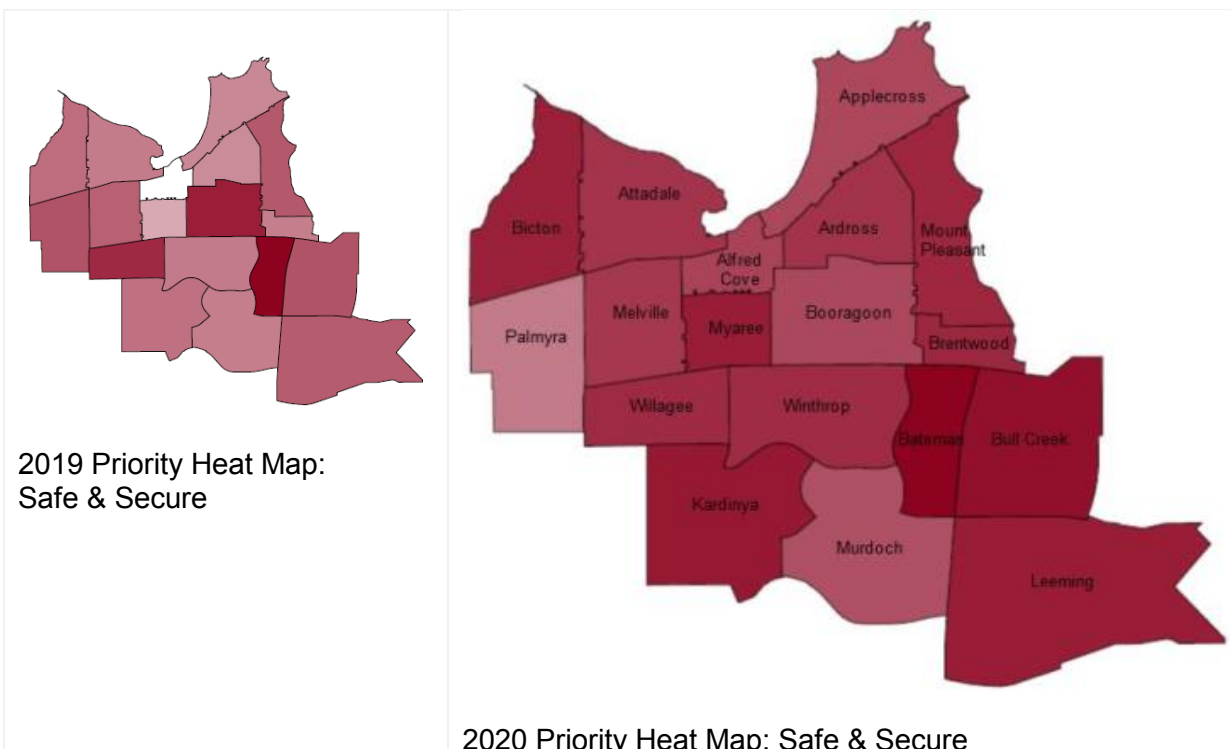 Applecross
Attadale
Bicton
Ardross
Mount
Pleasant
Alfred
Cove
Melville
Myaree
Booragoon
Palmyra
Brentwood
Willagee
Winthrop
Bateman
Bull Creek
Kardinya
Murdoch
Leeming
2019 Priority Heat Map:
Safe & Secure
2020 Priority Heat Map: Safe & Secure